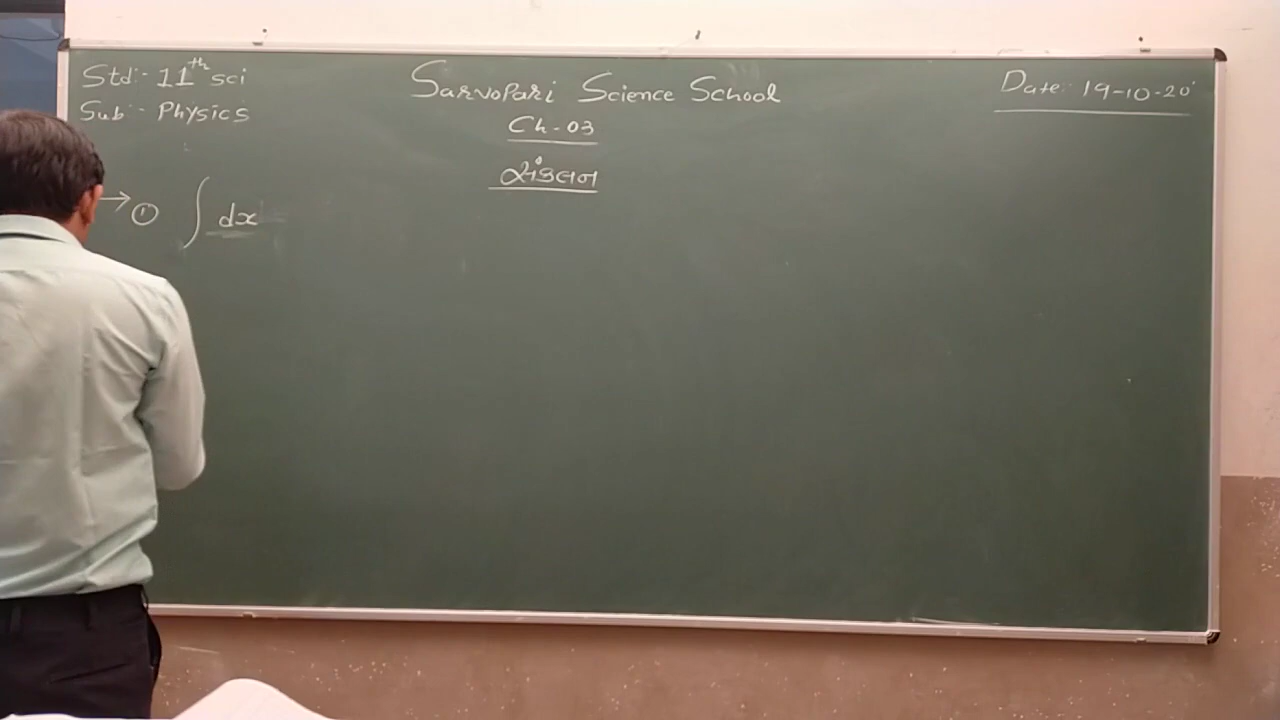 Std:- 11th sci
Sub:- Physics
Sarvopari Science School
Date: 19-10-20
Ch-03
સંકલન
→ ① ∫ dx